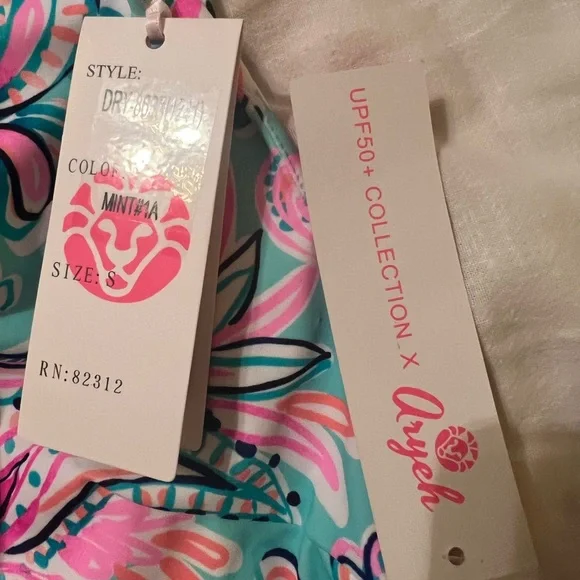 STYLE:
COLOR:
MINT#1A
SIZE: S
RN:82312
UPF50+ COLLECTION-X
Aryeh